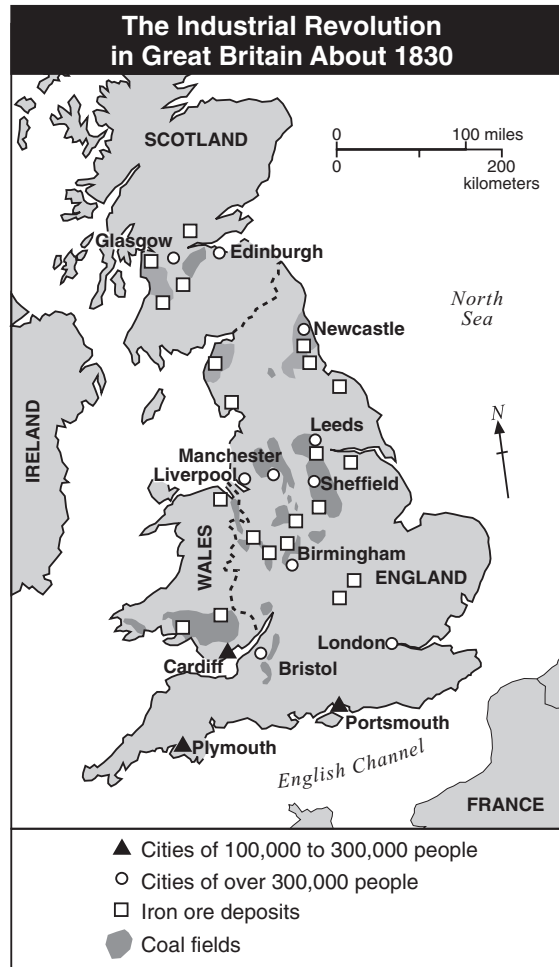 The Industrial Revolution
in Great Britain About 1830
SCOTLAND
0 100 miles
0 200
kilometers
Glasgow
Edinburgh
North
Sea
Newcastle
IRELAND
N
Leeds
Manchester
Liverpool
Sheffield
WALES
Birmingham
ENGLAND
London
Cardiff
Bristol
Portsmouth
Plymouth
English Channel
FRANCE
Cities of 100,000 to 300,000 people
Cities of over 300,000 people
Iron ore deposits
Coal fields